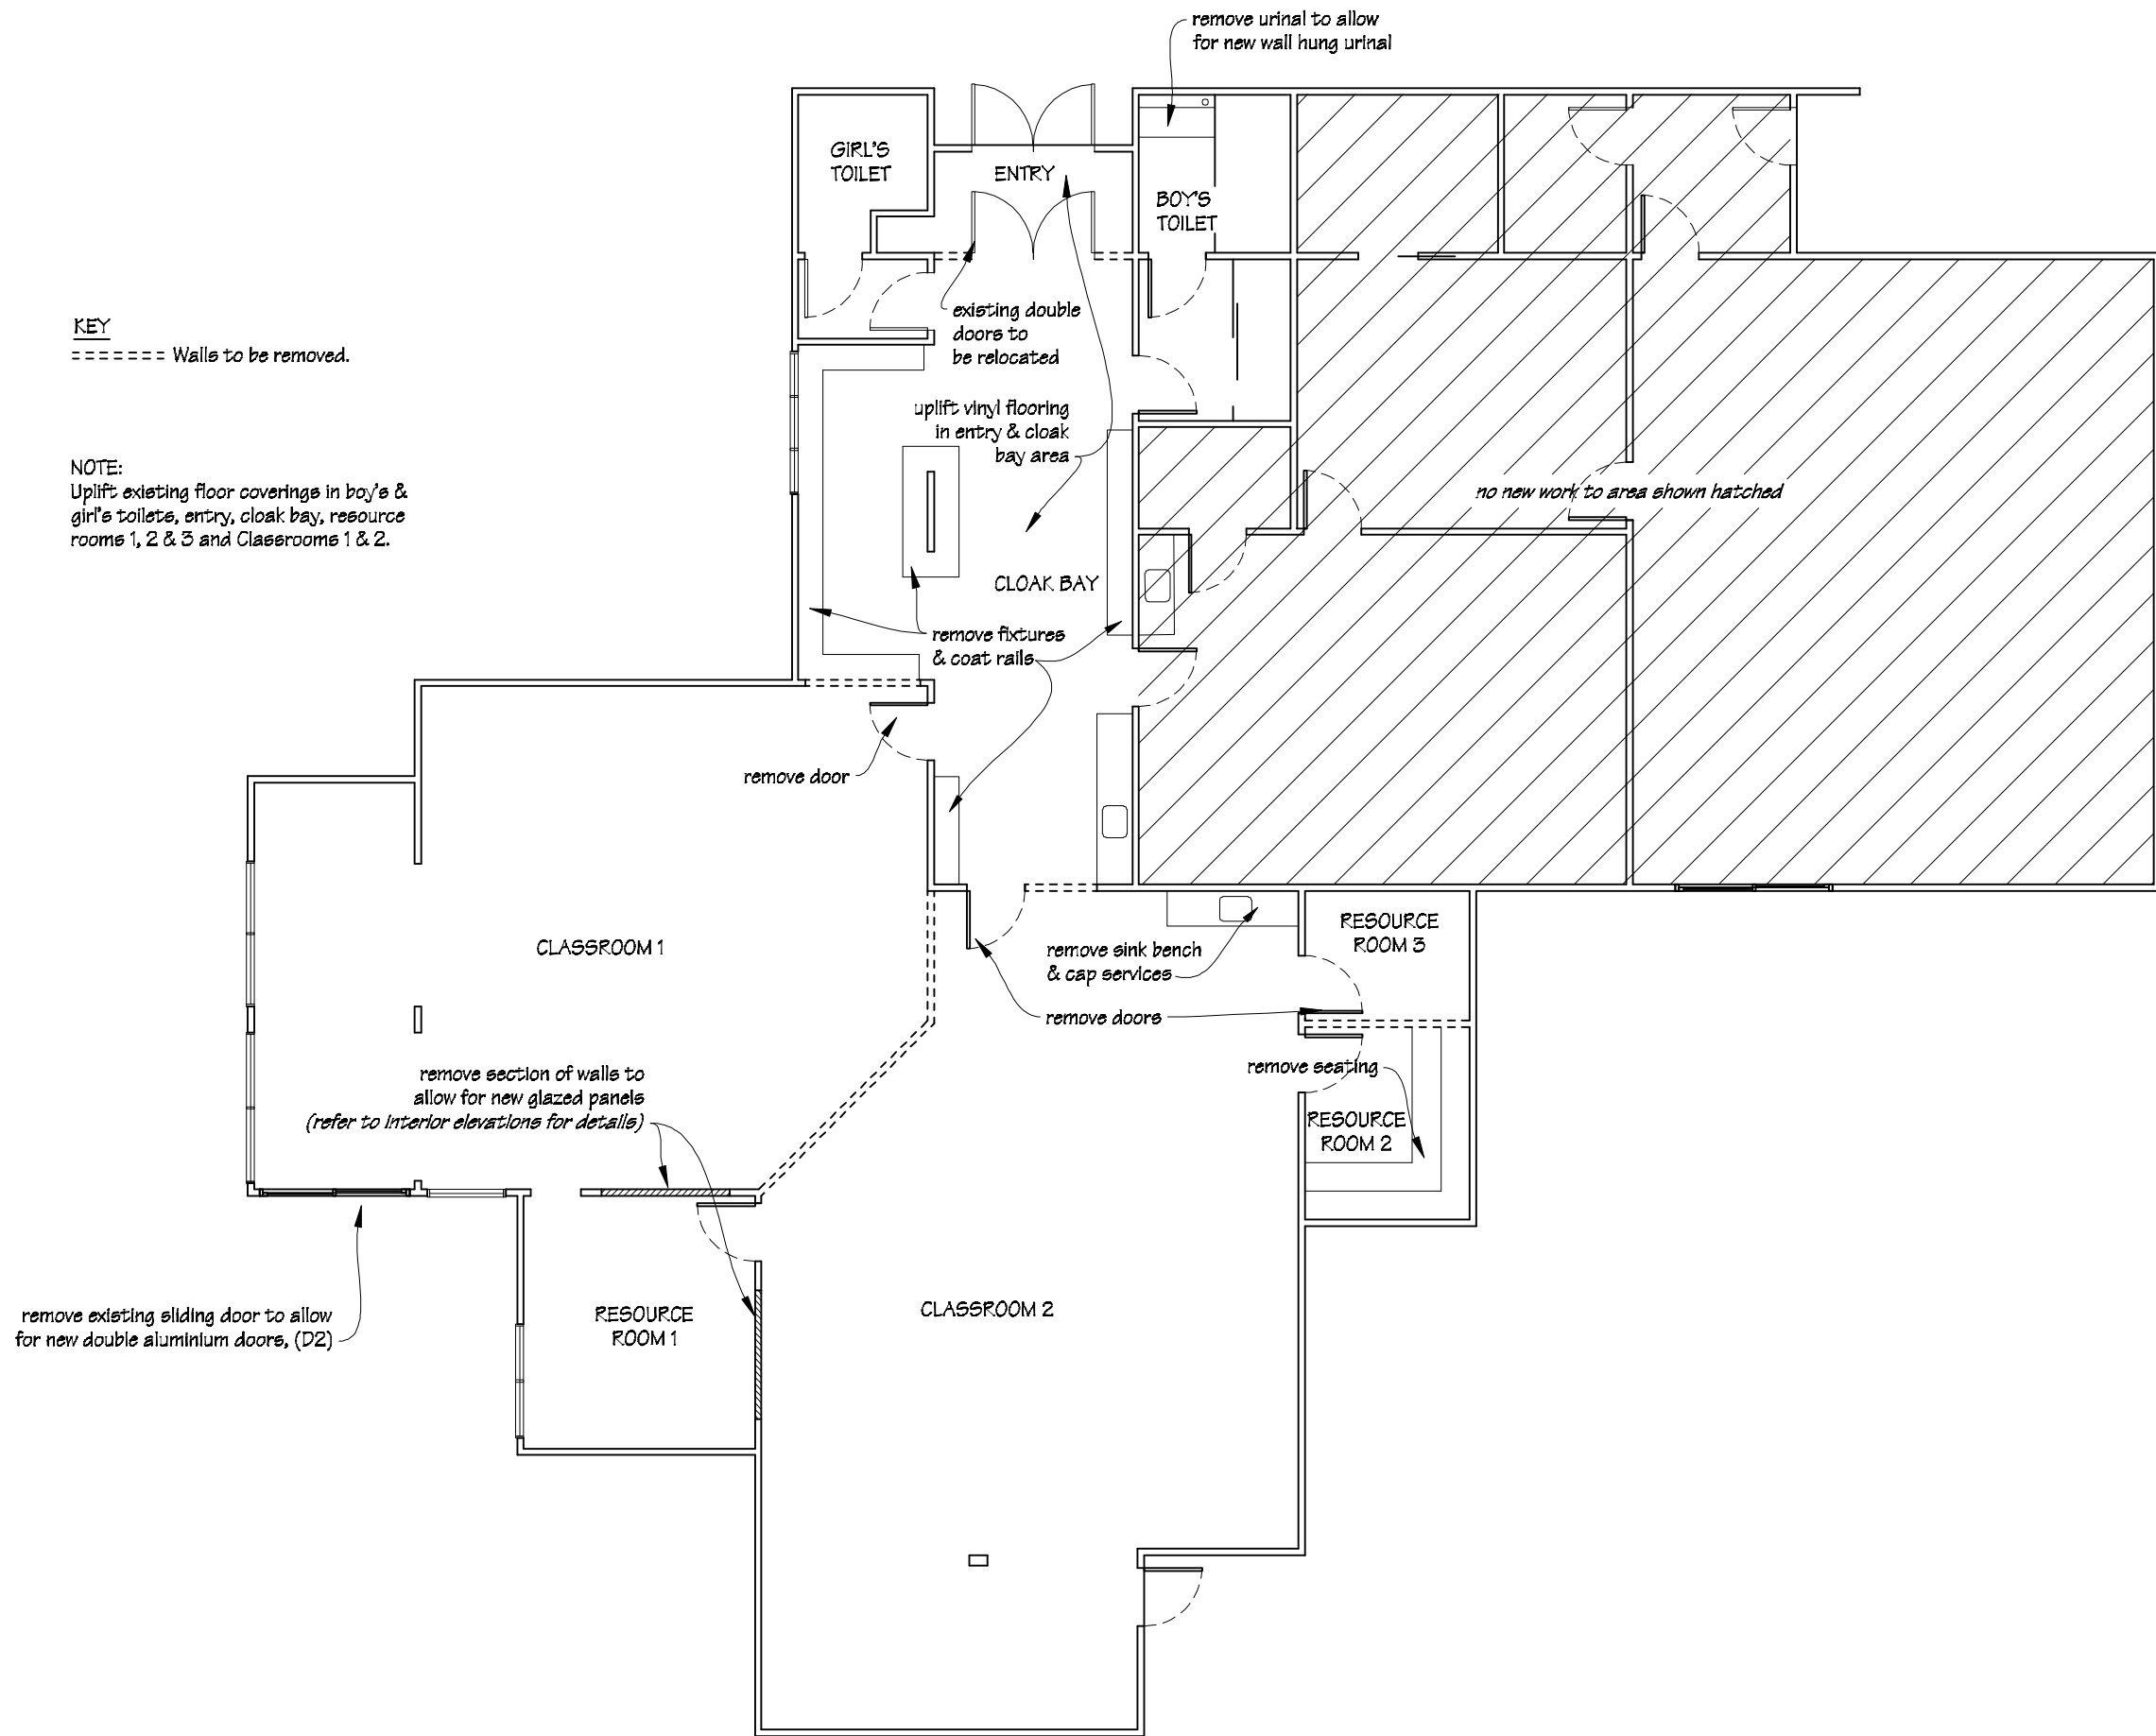 remove urinal to allow
for new wall hung urinal
GIRL'S
TOILET
ENTRY
BOY'S
TOILET
KEY
Walls to be removed.
existing double
doors to
be relocated
uplift vinyl flooring
in entry & cloak
bay area
NOTE:
Uplift existing floor coverings in boy's &
girl's toilets, entry, cloak bay, resource
rooms 1, 2 & 3 and Classrooms 1 & 2.
no new work to area shown hatched
CLOAK BAY
remove fixtures
& coat rails
remove door
CLASSROOM 1
RESOURCE
ROOM 3
remove sink bench
& cap services
remove doors
remove section of walls to
allow for new glazed panels
(refer to interior elevations for details)
remove seating
RESOURCE
ROOM 2
remove existing sliding door to allow
for new double aluminium doors, (D2)
RESOURCE
ROOM 1
CLASSROOM 2